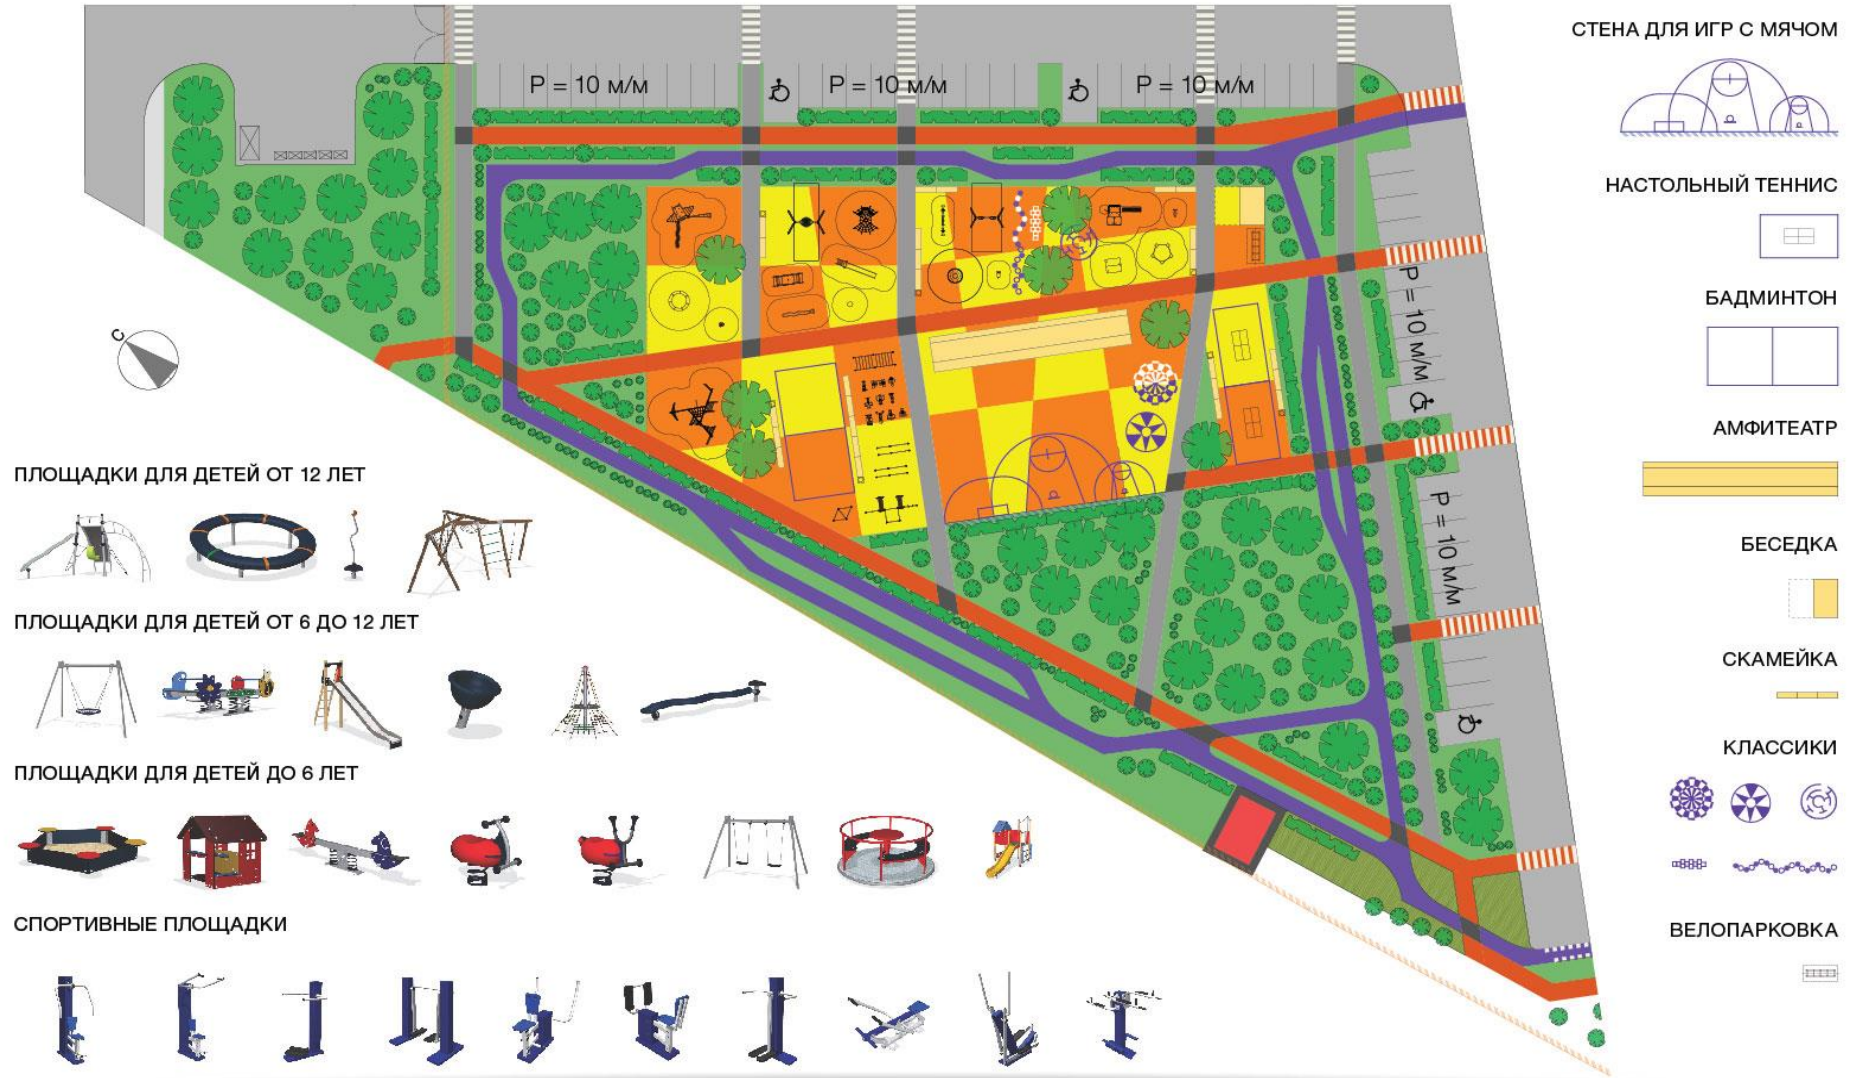 СТЕНА ДЛЯ ИГР С МЯЧОМ
Р = 10 м/м
Р = 10 м/м
Р = 10 м/м
НАСТОЛЬНЫЙ ТЕННИС
БАДМИНТОН
Р = 10 м/м
С
АМФИТЕАТР
ПЛОЩАДКИ ДЛЯ ДЕТЕЙ ОТ 12 ЛЕТ
Р = 10 м/м
БЕСЕДКА
ПЛОЩАДКИ ДЛЯ ДЕТЕЙ ОТ 6 ДО 12 ЛЕТ
СКАМЕЙКА
КЛАССИКИ
ПЛОЩАДКИ ДЛЯ ДЕТЕЙ ДО 6 ЛЕТ
СПОРТИВНЫЕ ПЛОЩАДКИ
ВЕЛОПАРКОВКА